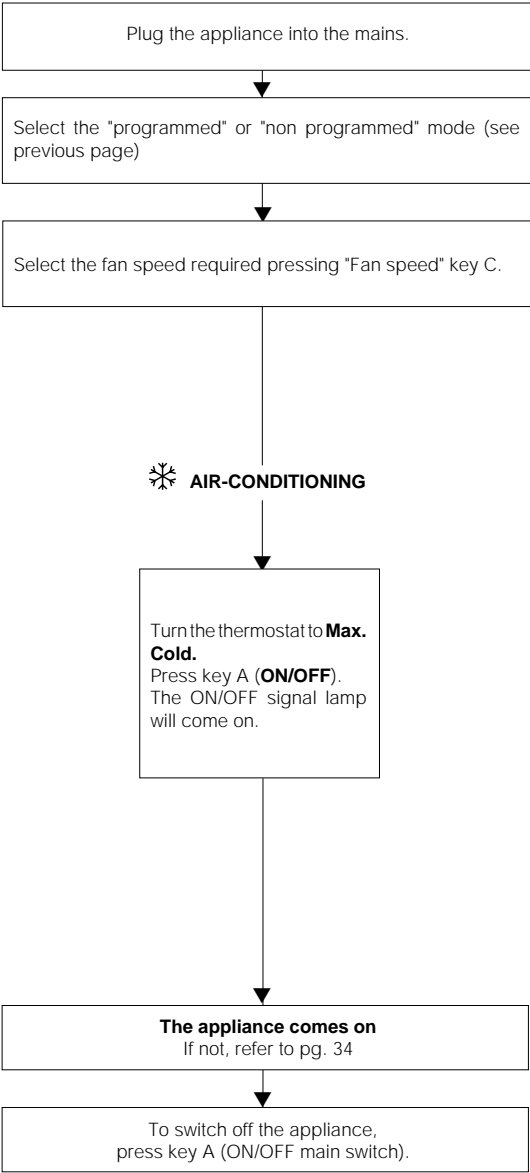 Plug the appliance into the mains.
Select the "programmed" or "non programmed" mode (see
previous page)
Select the fan speed required pressing "Fan speed" key C.
AIR-CONDITIONING
Turn the thermostat to Max.
Cold.
Press key A (ON/OFF).
The ON/OFF signal lamp
will come on.
The appliance comes on
If not, refer to pg. 34
To switch off the appliance,
press key A (ON/OFF main switch).